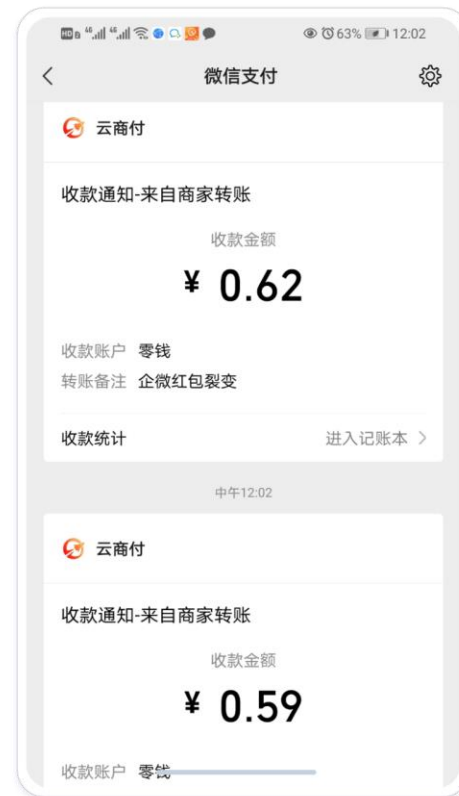 HD 46 46 63% 12:02
微信支付
云商付
收款通知-来自商家转账
收款金额
¥ 0.62
收款账户 零钱
转账备注 企微红包裂变
收款统计 进入记账本
中午12:02
云商付
收款通知-来自商家转账
收款金额
¥ 0.59
收款账户 零钱